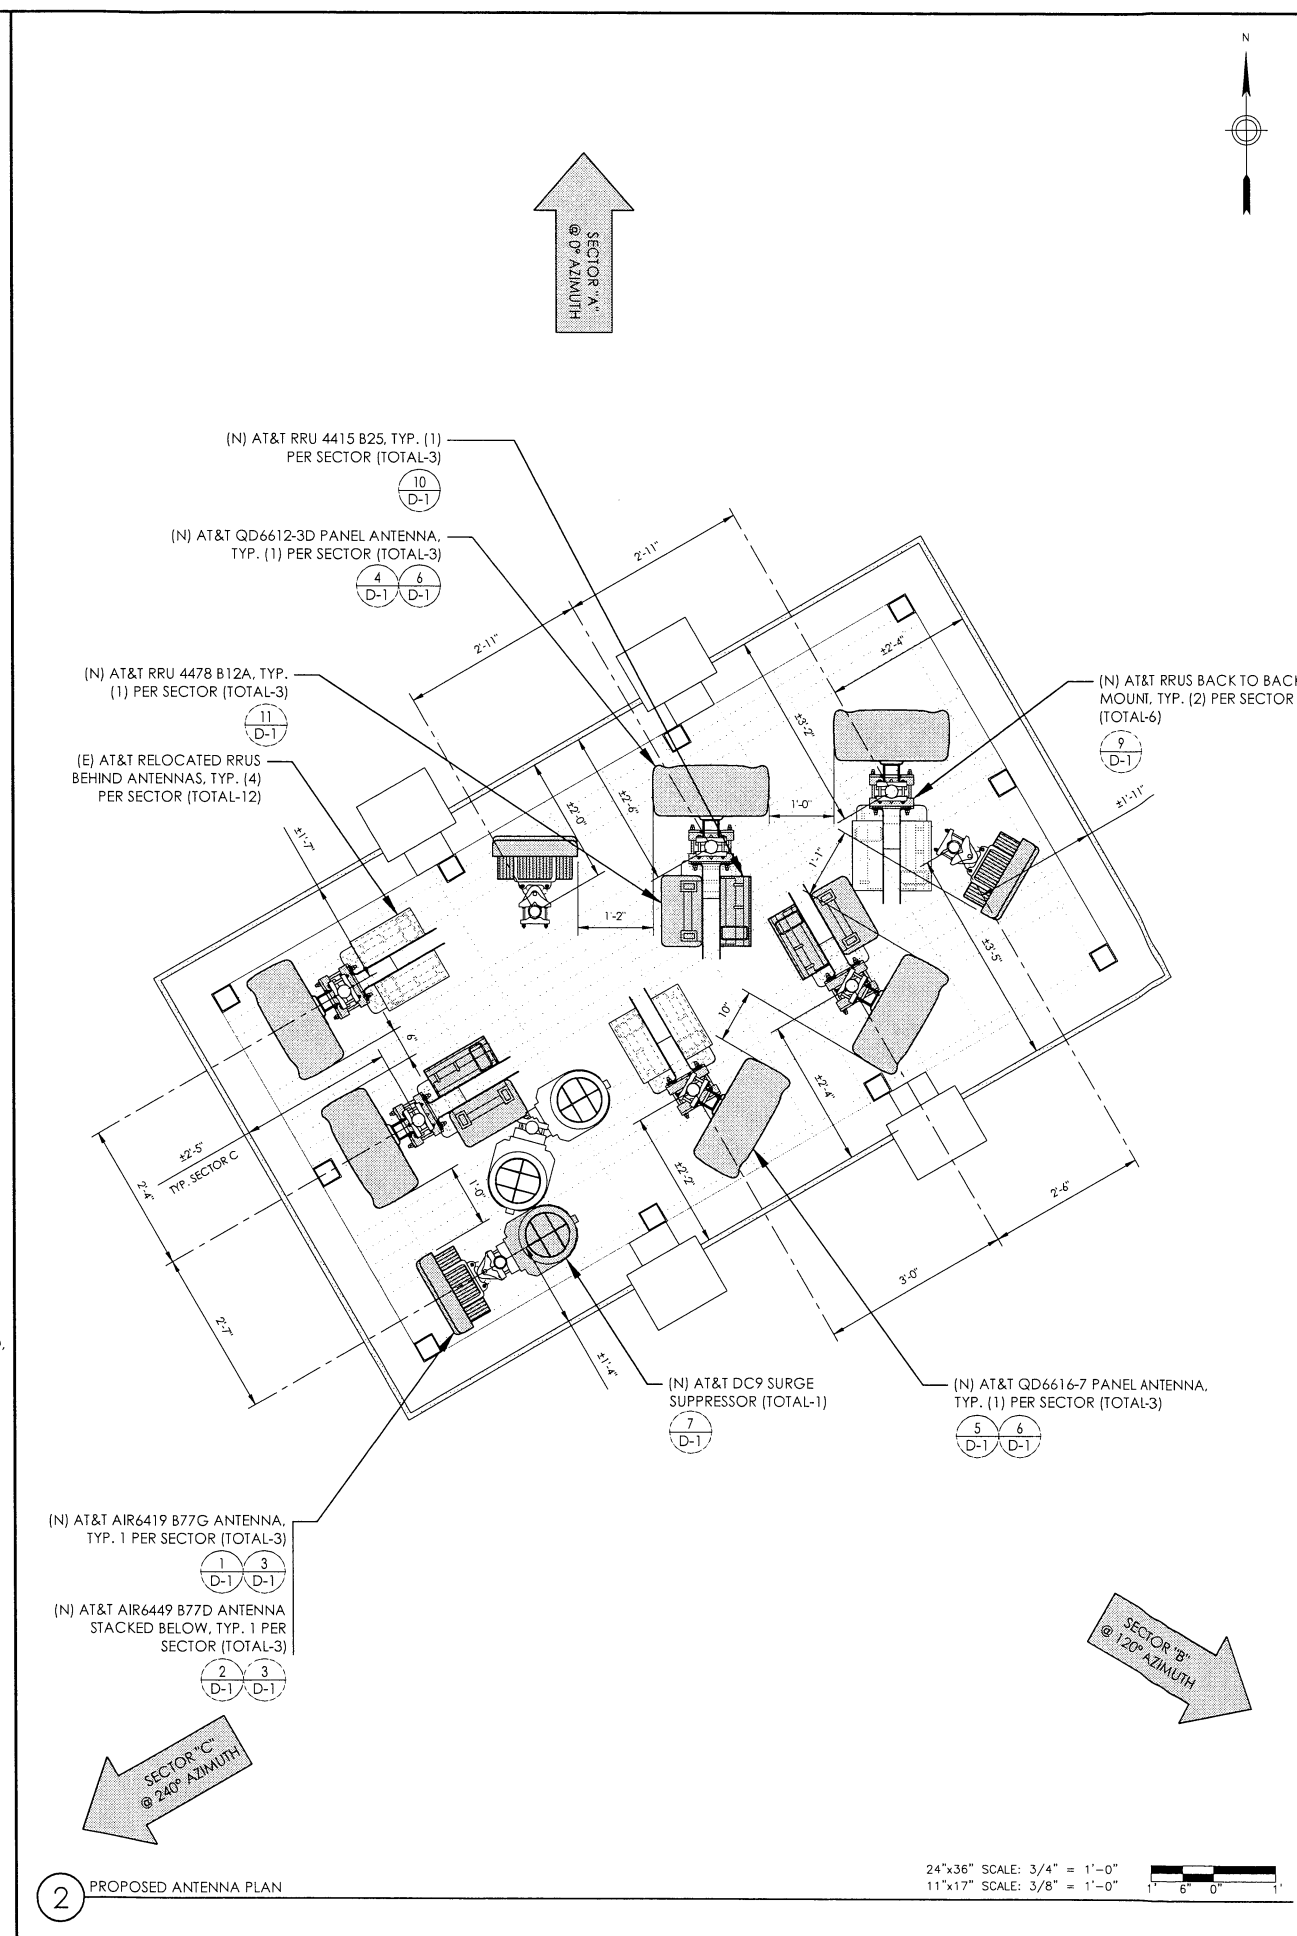 N
SECTOR "A"
@ 0° AZIMUTH
(N) AT&T RRU 4415 B25, TYP. (1)
PER SECTOR (TOTAL-3)
10
D-1
(N) AT&T QD6612-3D PANEL ANTENNA,
TYP. (1) PER SECTOR (TOTAL-3)
4 6
D-1 D-1
2'-11"
2'-11"
(N) AT&T RRU 4478 B12A, TYP.
(1) PER SECTOR (TOTAL-3)
11
D-1
(E) AT&T RELOCATED RRUS
BEHIND ANTENNAS, TYP. (4)
PER SECTOR (TOTAL-12)
(N) AT&T RRUS BACK TO BACK
MOUNT, TYP. (2) PER SECTOR
(TOTAL-6)
9
D-1
±2'-4"
±3'-2"
±2'-6"
±2'-0"
1'-0"
±1'-11"
±1'-7"
1'-1"
1'-2"
±3'-5"
10"
6"
±2'-4"
±2'-5"
TYP. SECTOR C
2'-4"
1'-0"
±2'-2"
2'-6"
3'-0"
2'-7"
±1'-4"
(N) AT&T DC9 SURGE
SUPPRESSOR (TOTAL-1)
7
D-1
(N) AT&T QD6616-7 PANEL ANTENNA,
TYP. (1) PER SECTOR (TOTAL-3)
5 6
D-1 D-1
(N) AT&T AIR6419 B77G ANTENNA,
TYP. 1 PER SECTOR (TOTAL-3)
1 3
D-1 D-1
(N) AT&T AIR6449 B77D ANTENNA
STACKED BELOW, TYP. 1 PER
SECTOR (TOTAL-3)
2 3
D-1 D-1
SECTOR "B"
@ 120° AZIMUTH
SECTOR "C"
@ 240° AZIMUTH
2 PROPOSED ANTENNA PLAN
24"x36" SCALE: 3/4" = 1'-0"
11"x17" SCALE: 3/8" = 1'-0"
1' 6" 0" 1'